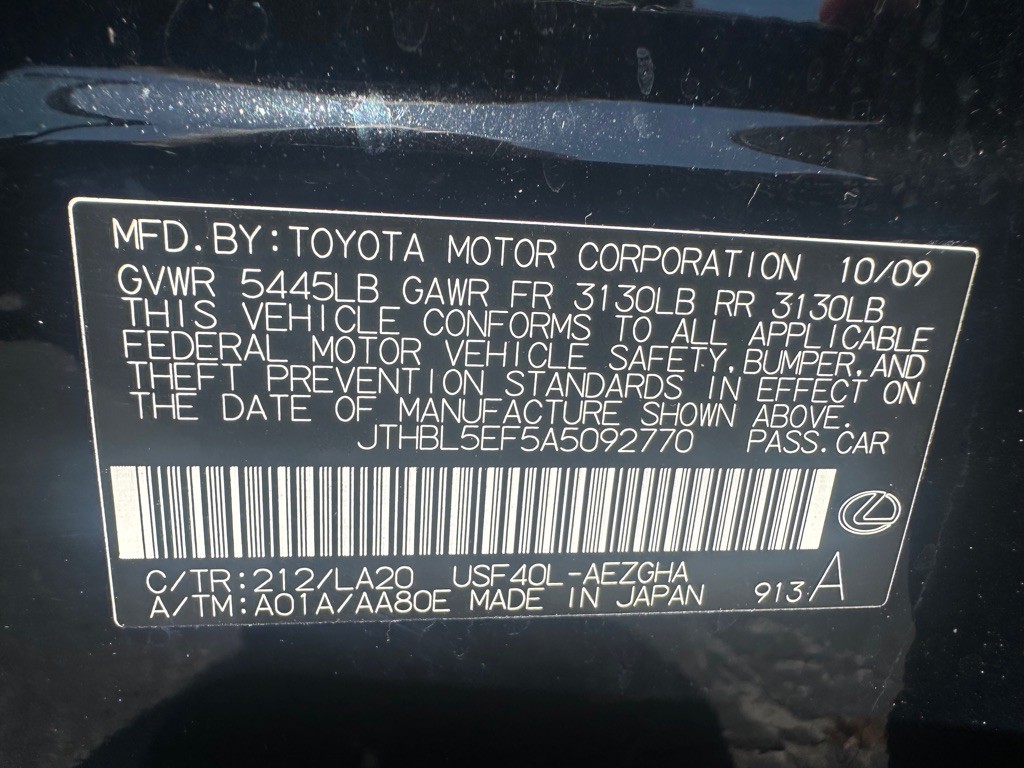 MFD.BY:TOYOTA MOTOR CORPORATION 10/09
GVWR 5445LB GAWR FR 3130LB RR 3130LB
THIS VEHICLE CONFORMS TO ALL APPLICABLE
FEDERAL MOTOR VEHICLE SAFETY,BUMPER,AND
THEFT PREVENTION STANDARDS IN EFFECT ON
THE DATE OF MANUFACTURE SHOWN ABOVE.
JTHBL5EF5A5092770 PASS.CAR
C/TR:212/LA20 USF40L-AEZGHA
A/TM:A01A/AA80E MADE IN JAPAN 913 A